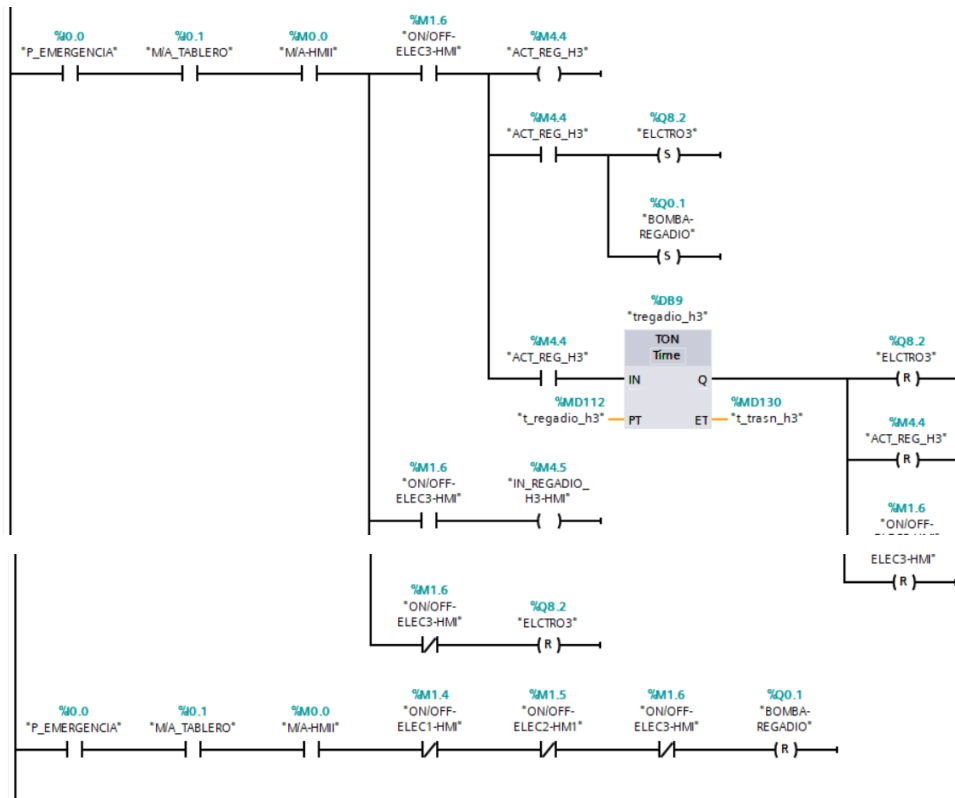 %I0.0
"P_EMERGENCIA"
%I0.1
"M/A_TABLERO"
%M0.0
"M/A-HMII"
%M1.6
"ON/OFF-
ELEC3-HMI"
%M4.4
"ACT_REG_H3"
%M4.4
"ACT_REG_H3"
%Q8.2
"ELCTRO3"
S
%Q0.1
"BOMBA-
REGADIO"
S
%DB9
"tregadio_h3"
%M4.4
"ACT_REG_H3"
TON
Time
IN
Q
%MD112
"t_regadio_h3"
PT
ET
%MD130
"t_trasn_h3"
%Q8.2
"ELCTRO3"
R
%M4.4
"ACT_REG_H3"
R
%M1.6
"ON/OFF-
ELEC3-HMI"
R
%M1.6
"ON/OFF-
ELEC3-HMI"
%M4.5
"IN_REGADIO_
H3-HMI"
%M1.6
"ON/OFF-
ELEC3-HMI"
%Q8.2
"ELCTRO3"
R
%I0.0
"P_EMERGENCIA"
%I0.1
"M/A_TABLERO"
%M0.0
"M/A-HMII"
%M1.4
"ON/OFF-
ELEC1-HMI"
%M1.5
"ON/OFF-
ELEC2-HM1"
%M1.6
"ON/OFF-
ELEC3-HMI"
%Q0.1
"BOMBA-
REGADIO"
R